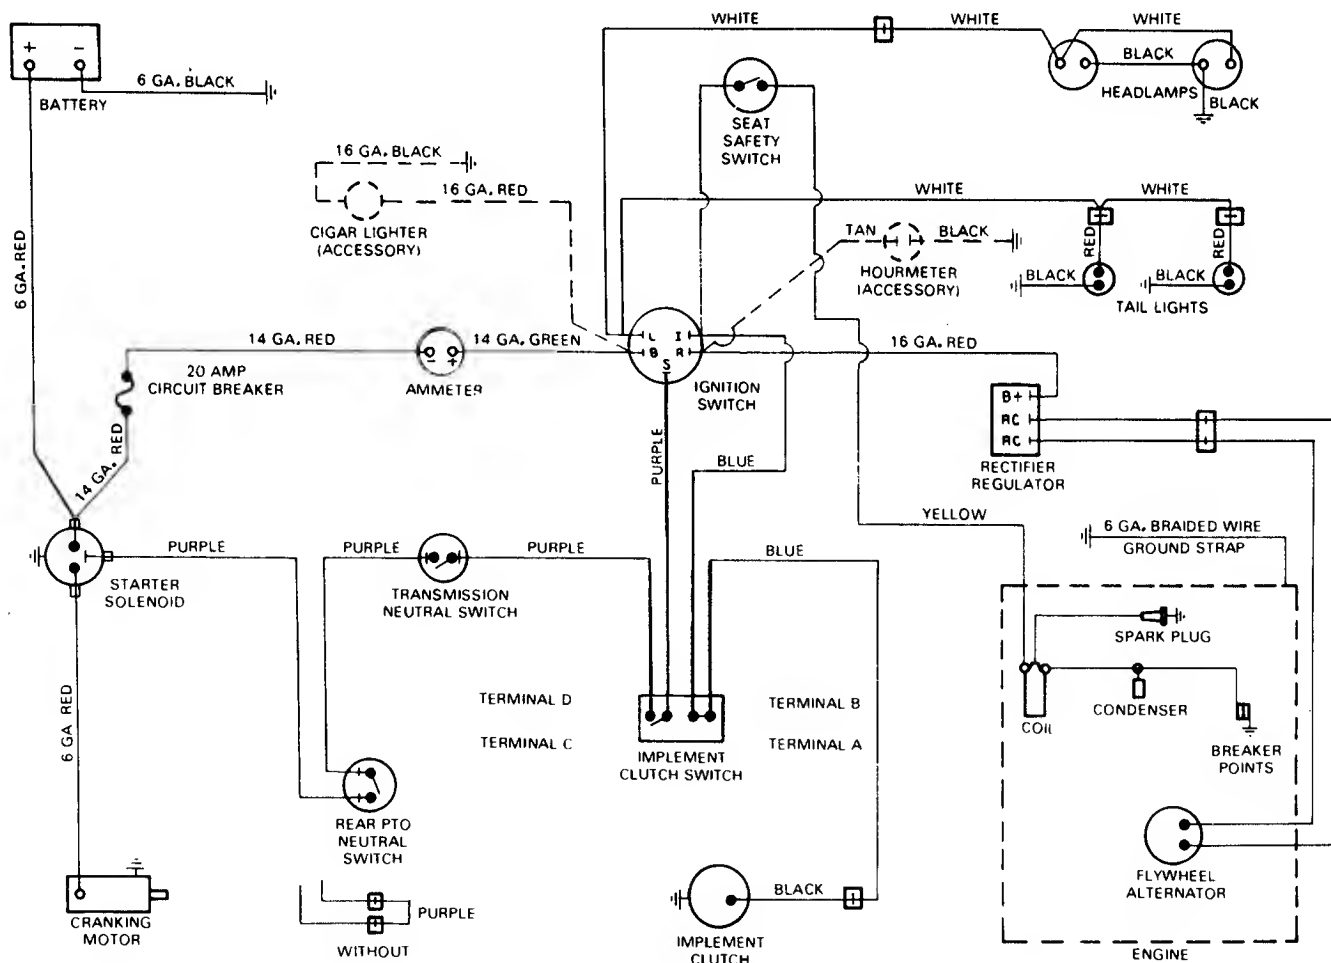 WHITE
WHITE
WHITE
+ −
BATTERY
6 GA. BLACK
BLACK
HEADLAMPS
BLACK
SEAT
SAFETY
SWITCH
16 GA. BLACK
16 GA. RED
CIGAR LIGHTER
(ACCESSORY)
WHITE
WHITE
TAN
BLACK
HOURMETER
(ACCESSORY)
RED
RED
BLACK
BLACK
TAIL LIGHTS
6 GA. RED
14 GA. RED
− +
AMMETER
14 GA. GREEN
L I
B R
S
IGNITION
SWITCH
16 GA. RED
20 AMP
CIRCUIT BREAKER
14 GA. RED
B+
AC
AC
RECTIFIER
REGULATOR
PURPLE
BLUE
YELLOW
6 GA. BRAIDED WIRE
GROUND STRAP
PURPLE
PURPLE
PURPLE
BLUE
STARTER
SOLENOID
TRANSMISSION
NEUTRAL SWITCH
SPARK PLUG
COIL
CONDENSER
BREAKER
POINTS
TERMINAL D
TERMINAL B
TERMINAL C
TERMINAL A
IMPLEMENT
CLUTCH SWITCH
6 GA RED
REAR PTO
NEUTRAL
SWITCH
FLYWHEEL
ALTERNATOR
CRANKING
MOTOR
PURPLE
WITHOUT
BLACK
IMPLEMENT
CLUTCH
ENGINE